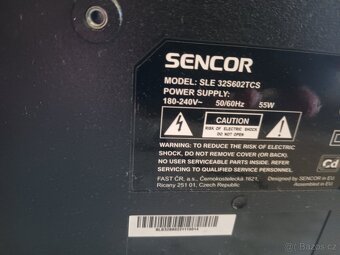 SENCOR
MODEL: SLE 32S602TCS
POWER SUPPLY:
180-240V~ 50/60Hz 55W
CAUTION
RISK OF ELECTRIC SHOCK
DO NOT OPEN
WARNING: TO REDUCE THE RISK OF ELECTRIC
SHOCK, DO NOT REMOVE COVER OR BACK.
NO USER SERVICEABLE PARTS INSIDE. REFER
SERVICING TO QUALIFIED SERVICE PERSONNEL.
Cd
FAST ČR, a.s., Černokostelecká 1621,
Ricany 251 01, Czech Republic
Designed by SENCOR in EU
Assembled in EU